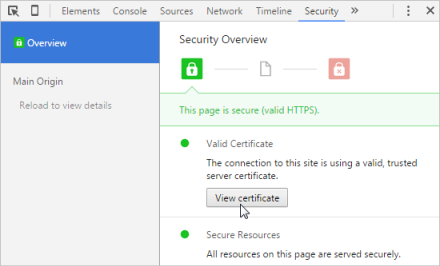 Elements Console Sources Network Timeline Security »
Overview
Main Origin
Reload to view details
Security Overview
This page is secure (valid HTTPS).
Valid Certificate
The connection to this site is using a valid, trusted
server certificate.
View certificate
Secure Resources
All resources on this page are served securely.